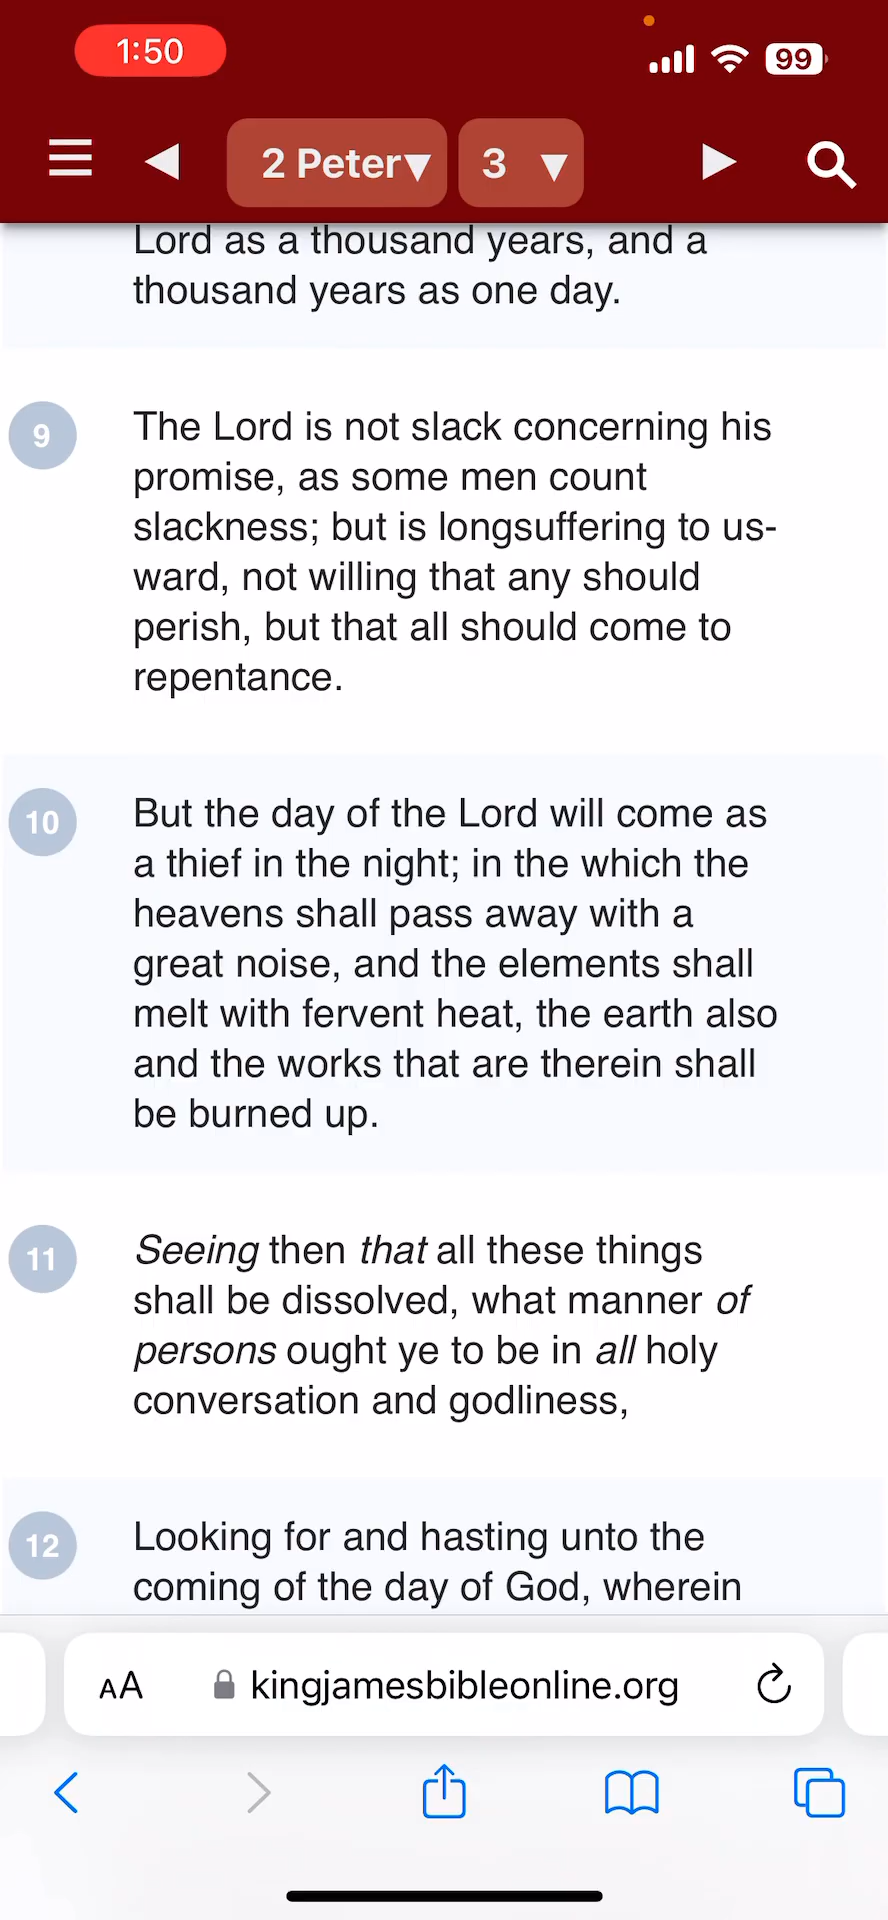 1:50
99
2 Peter▼ 3 ▼
Lord as a thousand years, and a
thousand years as one day.
9 The Lord is not slack concerning his
promise, as some men count
slackness; but is longsuffering to us-
ward, not willing that any should
perish, but that all should come to
repentance.
10 But the day of the Lord will come as
a thief in the night; in the which the
heavens shall pass away with a
great noise, and the elements shall
melt with fervent heat, the earth also
and the works that are therein shall
be burned up.
11 Seeing then that all these things
shall be dissolved, what manner of
persons ought ye to be in all holy
conversation and godliness,
12 Looking for and hasting unto the
coming of the day of God, wherein
AA kingjamesbibleonline.org